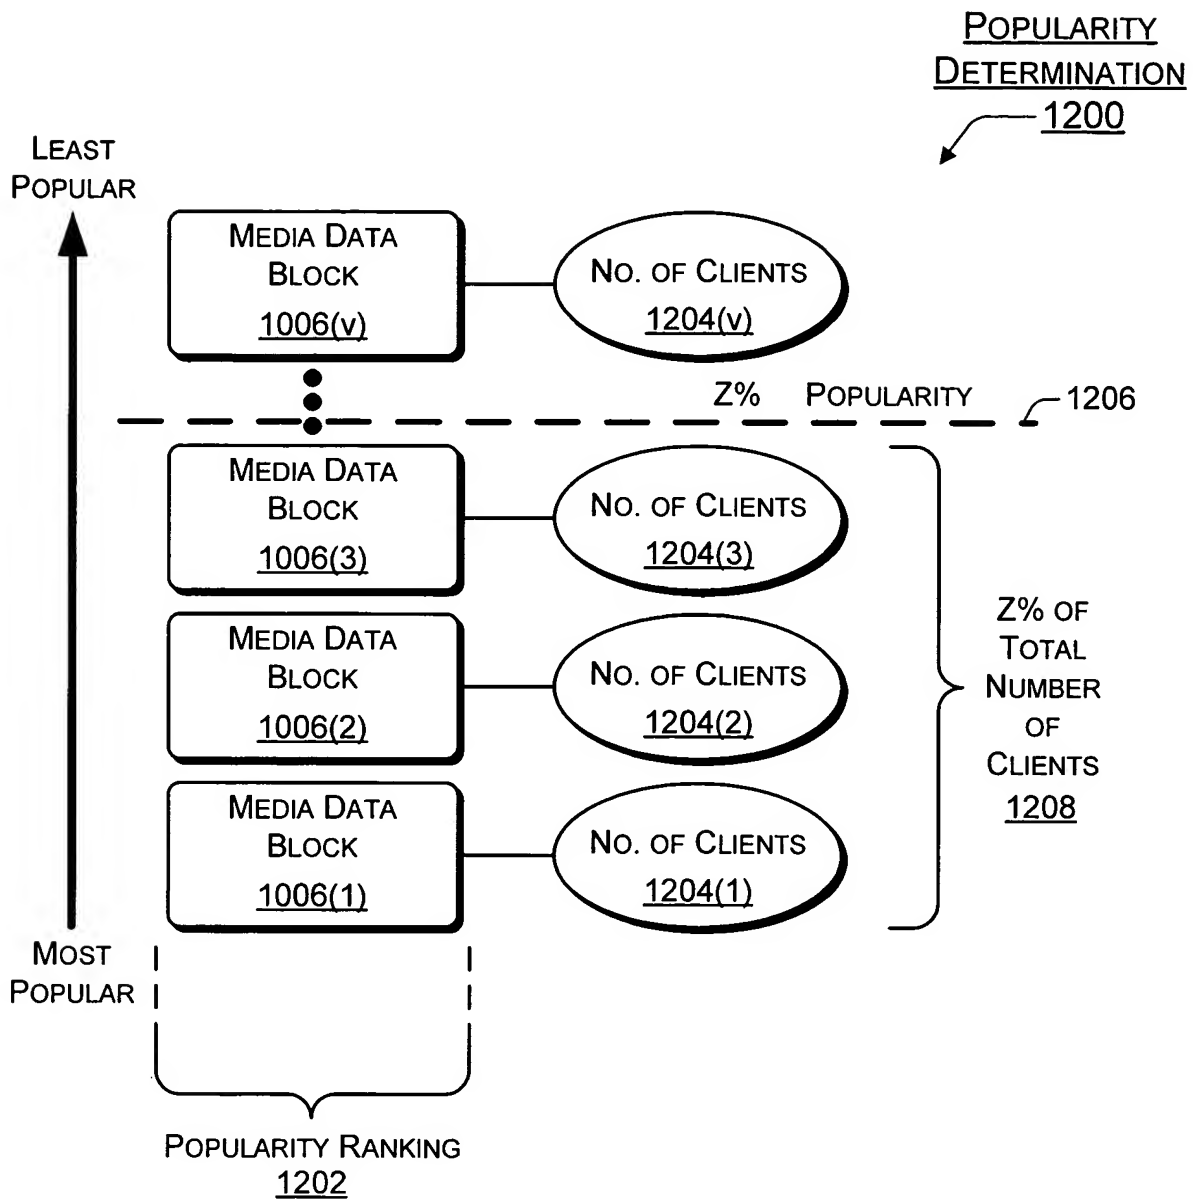 POPULARITY
DETERMINATION
1200
LEAST
POPULAR
MEDIA DATA
BLOCK
1006(v)
NO. OF CLIENTS
1204(v)
Z% POPULARITY
1206
MEDIA DATA
BLOCK
1006(3)
NO. OF CLIENTS
1204(3)
MEDIA DATA
BLOCK
1006(2)
NO. OF CLIENTS
1204(2)
MEDIA DATA
BLOCK
1006(1)
NO. OF CLIENTS
1204(1)
Z% OF
TOTAL
NUMBER
OF
CLIENTS
1208
MOST
POPULAR
POPULARITY RANKING
1202